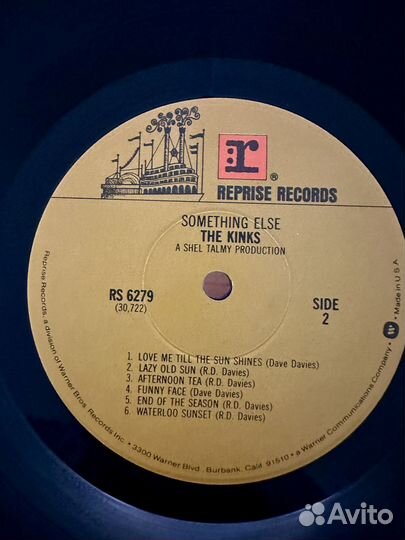 r ®
REPRISE RECORDS
SOMETHING ELSE
THE KINKS
A SHEL TALMY PRODUCTION
RS 6279
(30,722)
SIDE
2
1. LOVE ME TILL THE SUN SHINES (Dave Davies)
2. LAZY OLD SUN (R.D. Davies)
3. AFTERNOON TEA (R.D. Davies)
4. FUNNY FACE (Dave Davies)
5. END OF THE SEASON (R.D. Davies)
6. WATERLOO SUNSET (R.D. Davies)
Reprise Records, a division of Warner Bros. Records Inc. • 3300 Warner Blvd., Burbank, Calif. 91510 • a Warner Communications Company • W • Made in U.S.A.
Avito